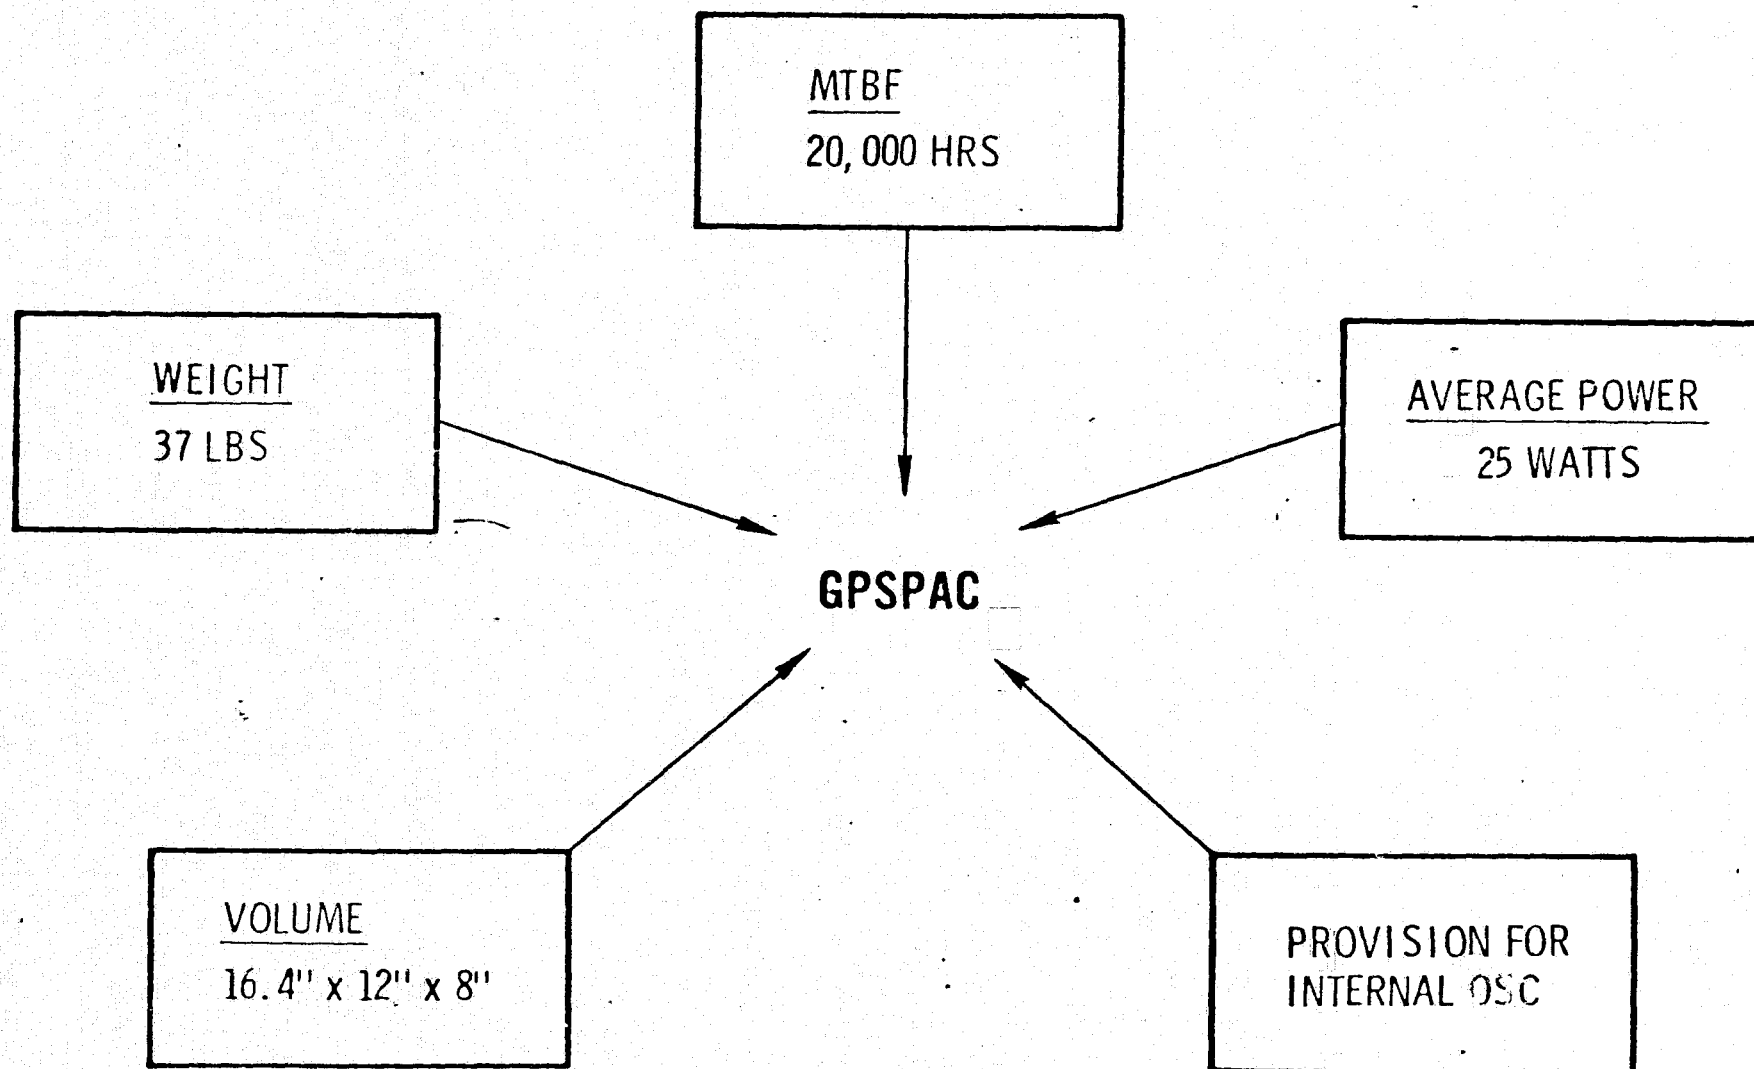 MTBF
20,000 HRS
WEIGHT
37 LBS
AVERAGE POWER
25 WATTS
GPSPAC
VOLUME
16.4" x 12" x 8"
PROVISION FOR
INTERNAL OSC